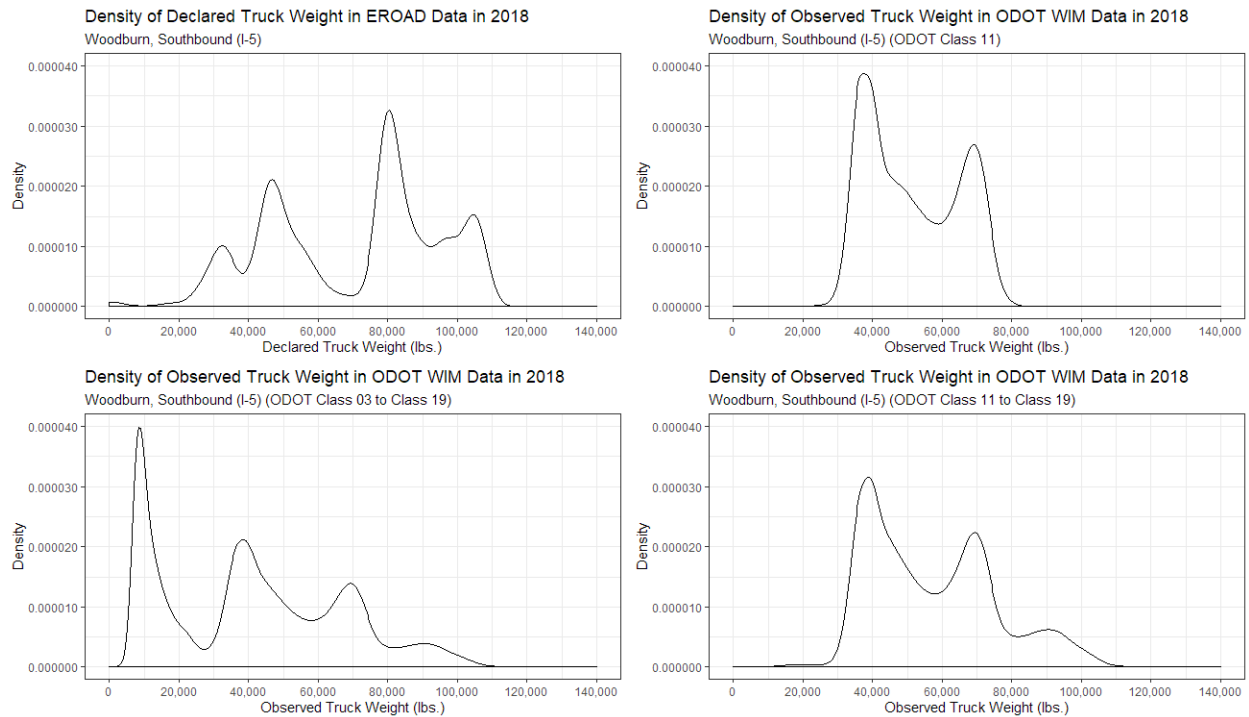 Density of Declared Truck Weight in EROAD Data in 2018
Woodburn, Southbound (I-5)
0.000040
0.000030
0.000020
0.000010
0.000000
Density
0 20,000 40,000 60,000 80,000 100,000 120,000 140,000
Declared Truck Weight (lbs.)
Density of Observed Truck Weight in ODOT WIM Data in 2018
Woodburn, Southbound (I-5) (ODOT Class 11)
0.000040
0.000030
0.000020
0.000010
0.000000
Density
0 20,000 40,000 60,000 80,000 100,000 120,000 140,000
Observed Truck Weight (lbs.)
Density of Observed Truck Weight in ODOT WIM Data in 2018
Woodburn, Southbound (I-5) (ODOT Class 03 to Class 19)
0.000040
0.000030
0.000020
0.000010
0.000000
Density
0 20,000 40,000 60,000 80,000 100,000 120,000 140,000
Observed Truck Weight (lbs.)
Density of Observed Truck Weight in ODOT WIM Data in 2018
Woodburn, Southbound (I-5) (ODOT Class 11 to Class 19)
0.000040
0.000030
0.000020
0.000010
0.000000
Density
0 20,000 40,000 60,000 80,000 100,000 120,000 140,000
Observed Truck Weight (lbs.)